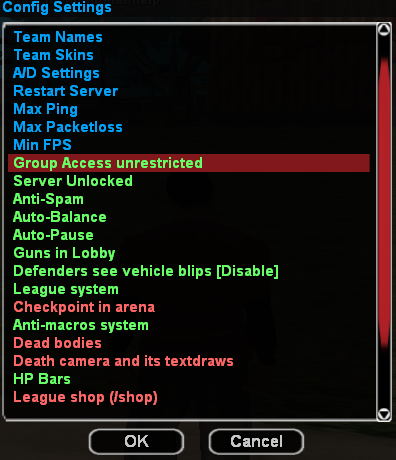 Config Settings
Team Names
Team Skins
A/D Settings
Restart Server
Max Ping
Max Packetloss
Min FPS
Group Access unrestricted
Server Unlocked
Anti-Spam
Auto-Balance
Auto-Pause
Guns in Lobby
Defenders see vehicle blips [Disable]
League system
Checkpoint in arena
Anti-macros system
Dead bodies
Death camera and its textdraws
HP Bars
League shop (/shop)
OK Cancel